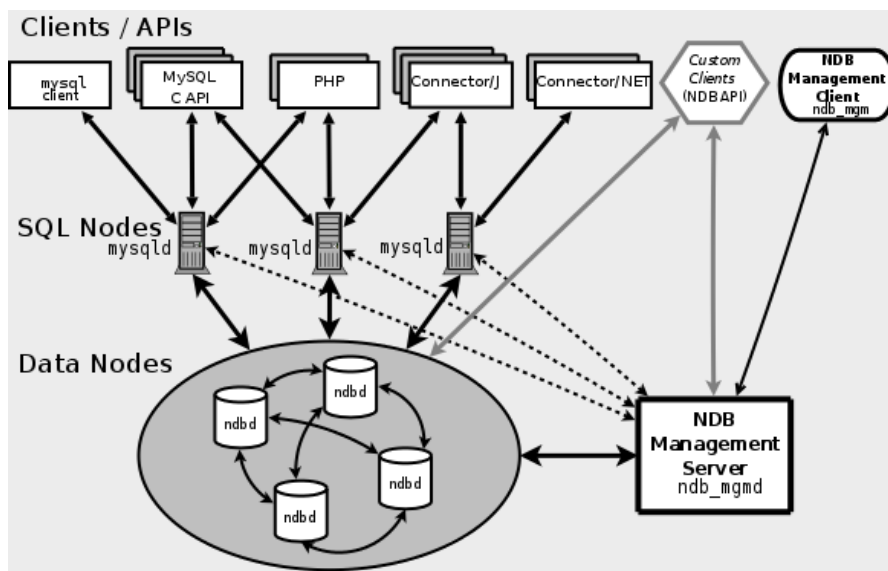 Clients / APIs
mysql
client
MySQL
C API
PHP
Connector/J
Connector/NET
Custom
Clients
(NDBAPI)
NDB
Management
Client
ndb_mgm
SQL Nodes
mysqld
mysqld
mysqld
Data Nodes
ndbd
ndbd
ndbd
ndbd
NDB
Management
Server
ndb_mgmd